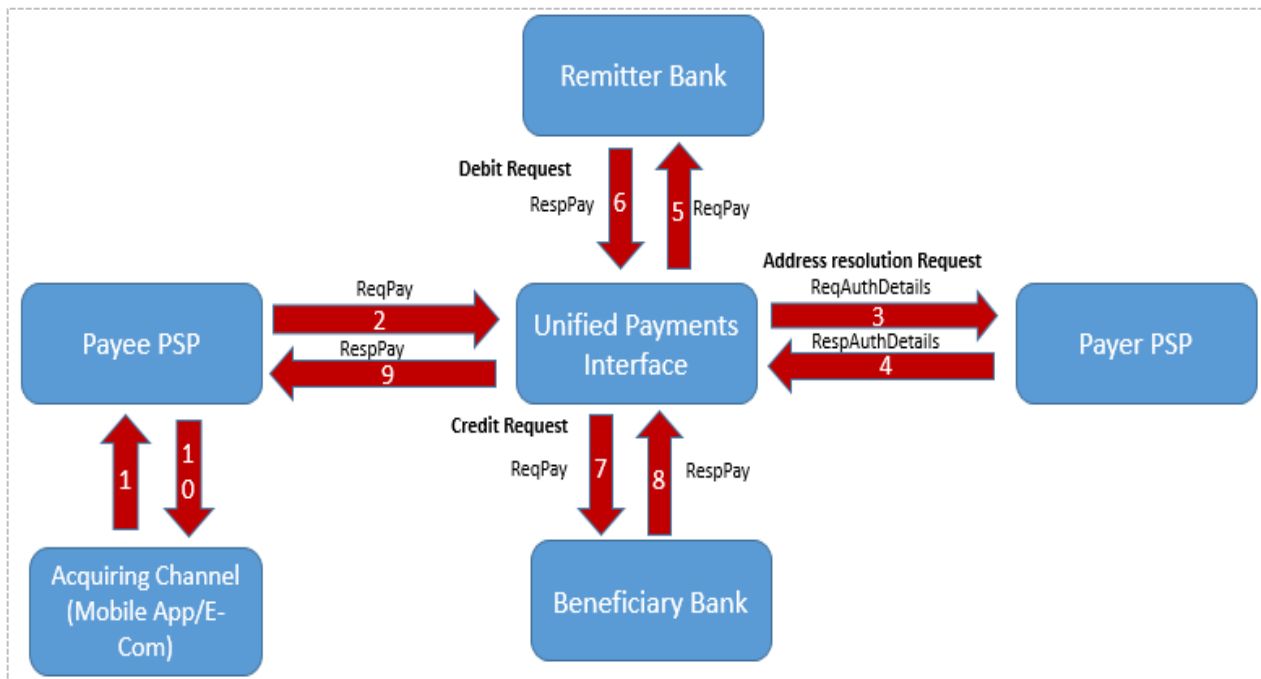 Remitter Bank
Debit Request
RespPay
6
5
ReqPay
Address resolution Request
ReqAuthDetails
3
RespAuthDetails
4
ReqPay
2
RespPay
9
Payee PSP
Unified Payments
Interface
Payer PSP
Credit Request
ReqPay
7
8
RespPay
1
1
0
Acquiring Channel
(Mobile App/E-
Com)
Beneficiary Bank